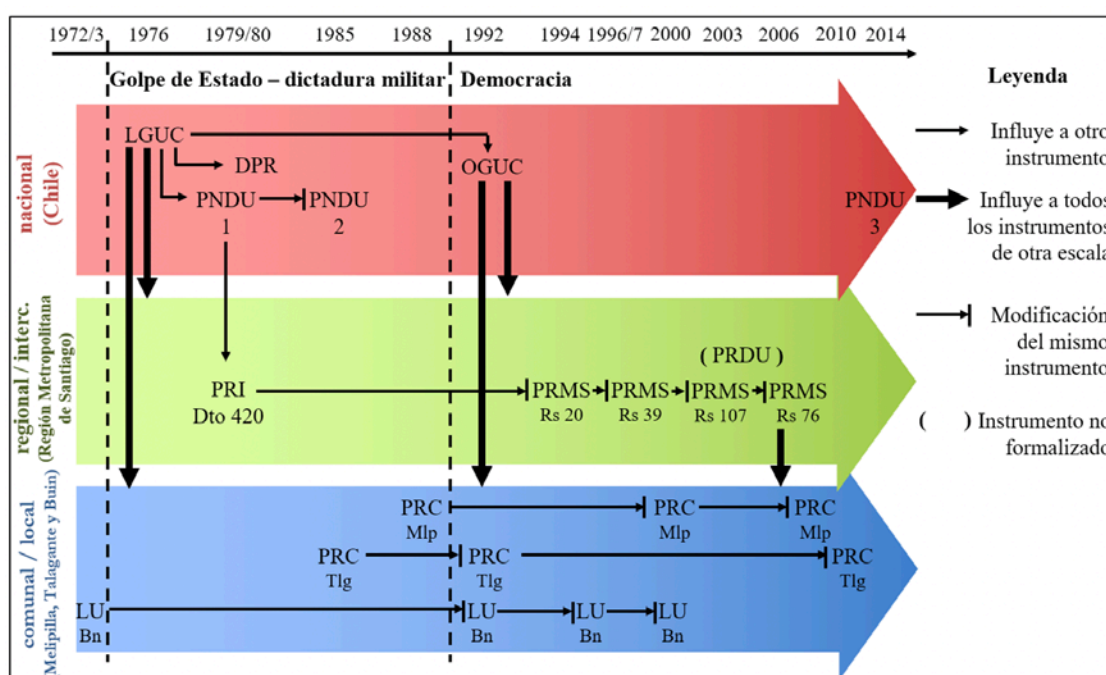 1972/3 1976 1979/80 1985 1988 1992 1994 1996/7 2000 2003 2006 2010 2014
Golpe de Estado – dictadura militar Democracia
Leyenda
nacional
(Chile)
LGUC
DPR
OGUC
PNDU
1
PNDU
2
PNDU
3
Influye a otro
instrumento
Influye a todos
los instrumentos
de otra escala
regional / interc.
(Región Metropolitana
de Santiago)
( PRDU )
PRI
Dto 420
PRMS
Rs 20
PRMS
Rs 39
PRMS
Rs 107
PRMS
Rs 76
Modificación
del mismo
instrumento
( ) Instrumento no
formalizado
comunal / local
(Melipilla, Talagante y Buin)
PRC
Mlp
PRC
Mlp
PRC
Mlp
PRC
Tlg
PRC
Tlg
PRC
Tlg
LU
Bn
LU
Bn
LU
Bn
LU
Bn